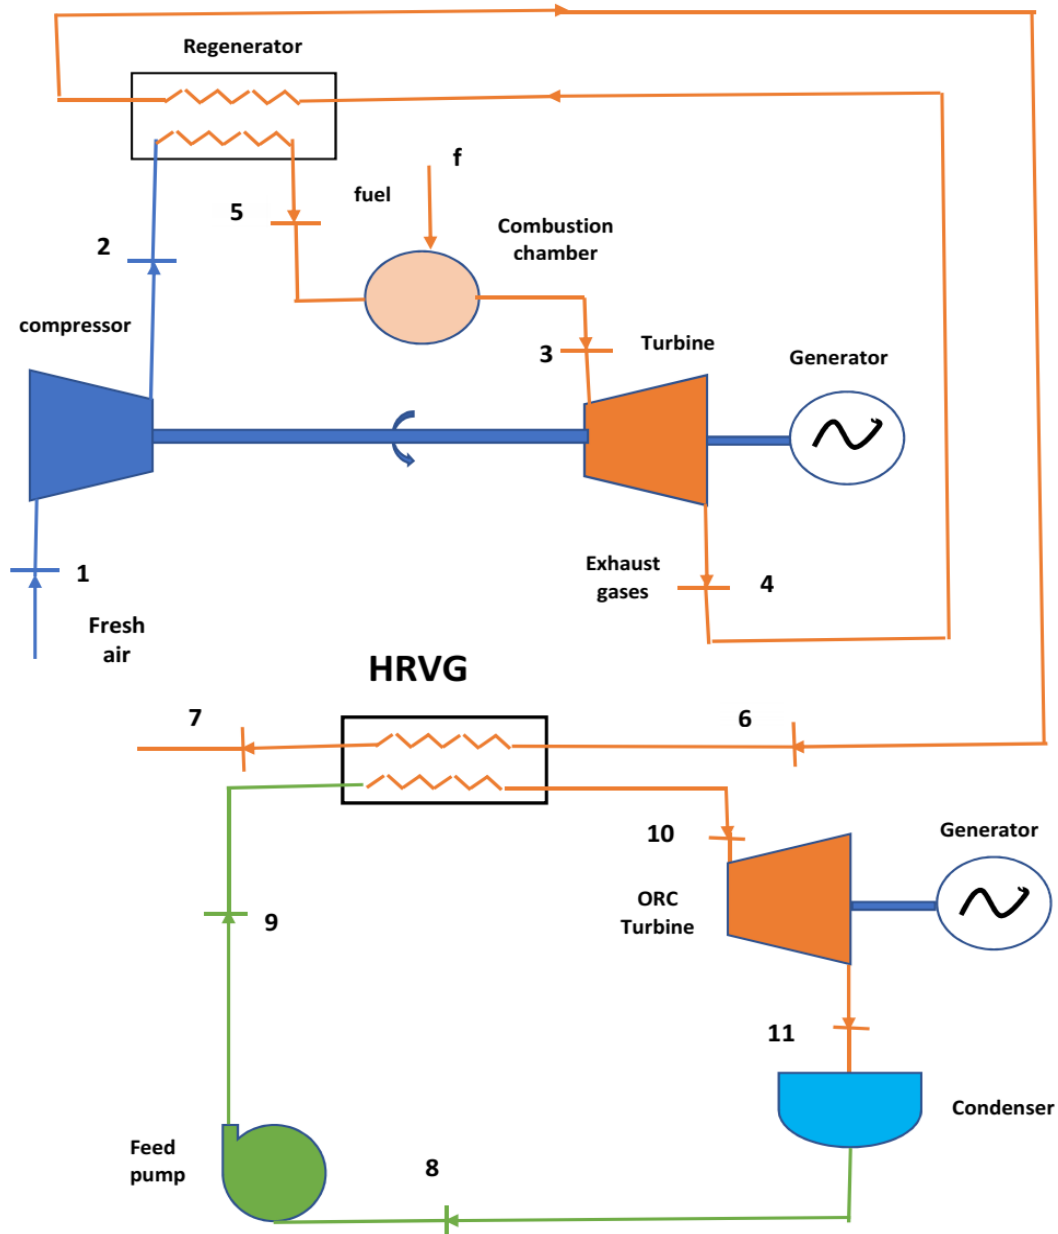 Regenerator
f
fuel
5
Combustion
chamber
2
compressor
3
Turbine
Generator
1
Fresh
air
Exhaust
gases
4
HRVG
7
6
10
Generator
ORC
Turbine
9
11
Condenser
Feed
pump
8